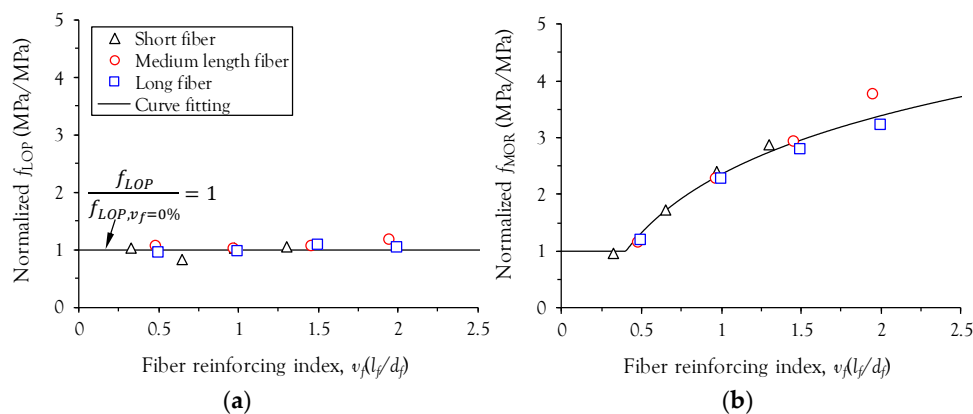 5
4
3
2
1
0
Normalized fLOP (MPa/MPa)
Short fiber
Medium length fiber
Long fiber
Curve fitting
fLOP
fLOP,vf=0%
= 1
0
0.5
1
1.5
2
2.5
Fiber reinforcing index, vf(lf/df)
(a)
5
4
3
2
1
0
Normalized fMOR (MPa/MPa)
0
0.5
1
1.5
2
2.5
Fiber reinforcing index, vf(lf/df)
(b)